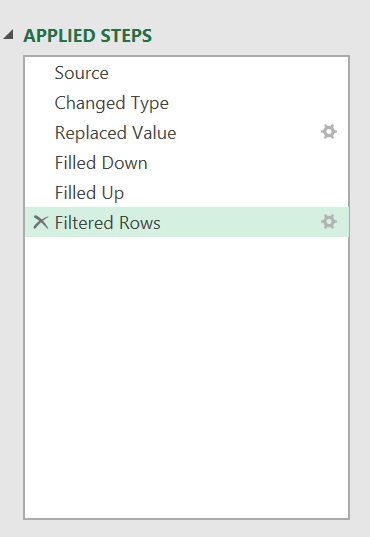 APPLIED STEPS
Source
Changed Type
Replaced Value
Filled Down
Filled Up
Filtered Rows